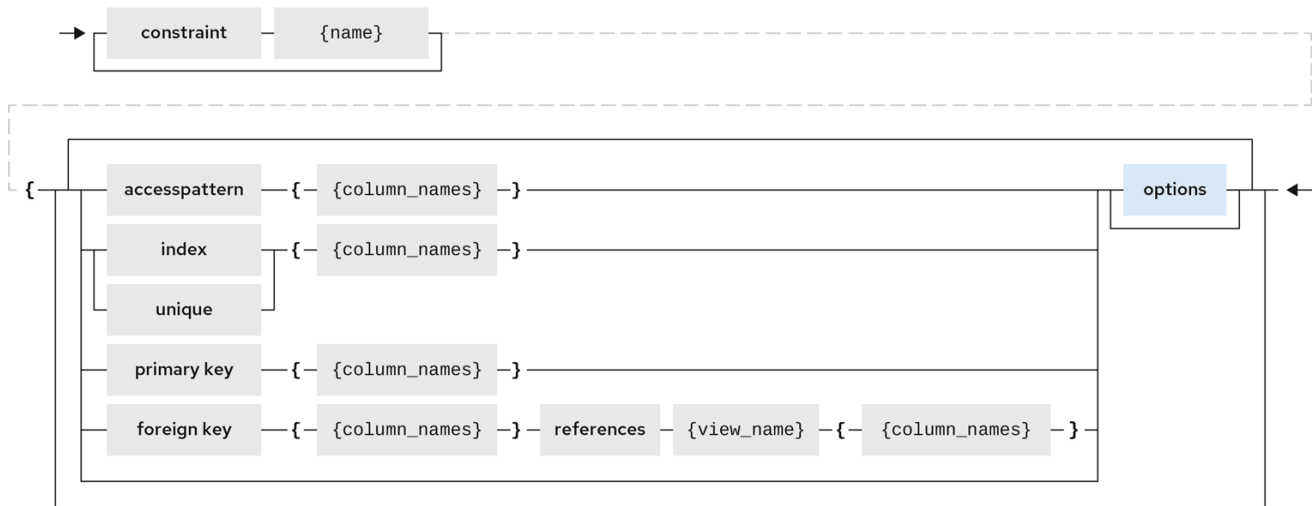 constraint {name}
{ accesspattern { {column_names} } options
index { {column_names} }
unique
primary key { {column_names} }
foreign key { {column_names} } references {view_name} { {column_names} }